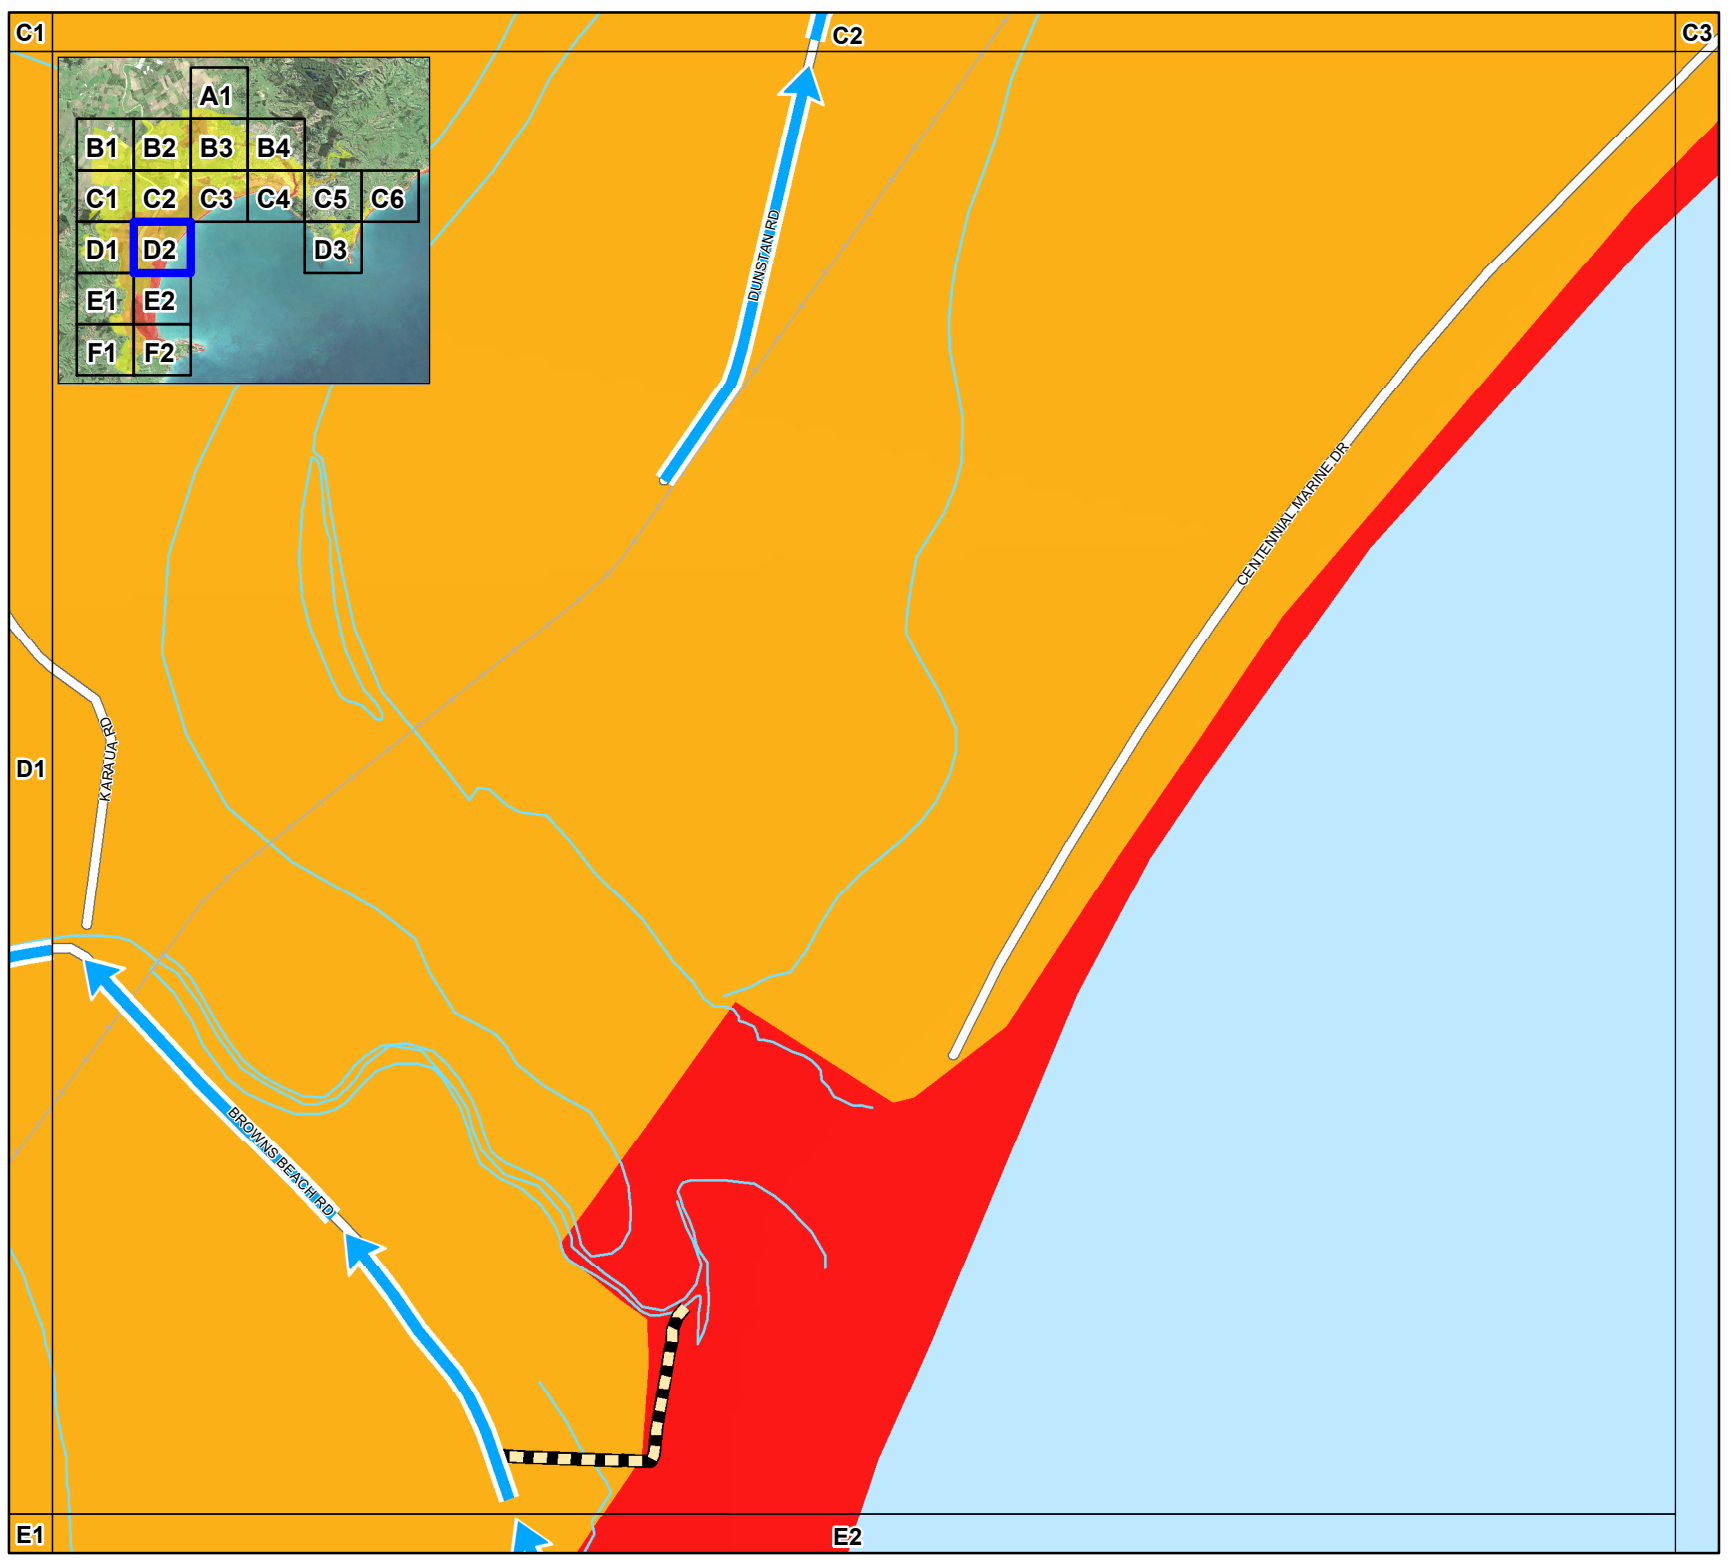 C1
C2
C3
A1
B1 B2 B3 B4
C1 C2 C3 C4 C5 C6
D1 D2 D3
E1 E2
F1 F2
DUNSTAN RD
CENTENNIAL MARINE DR
KARAUA RD
D1
BROWNS BEACH RD
E1
E2